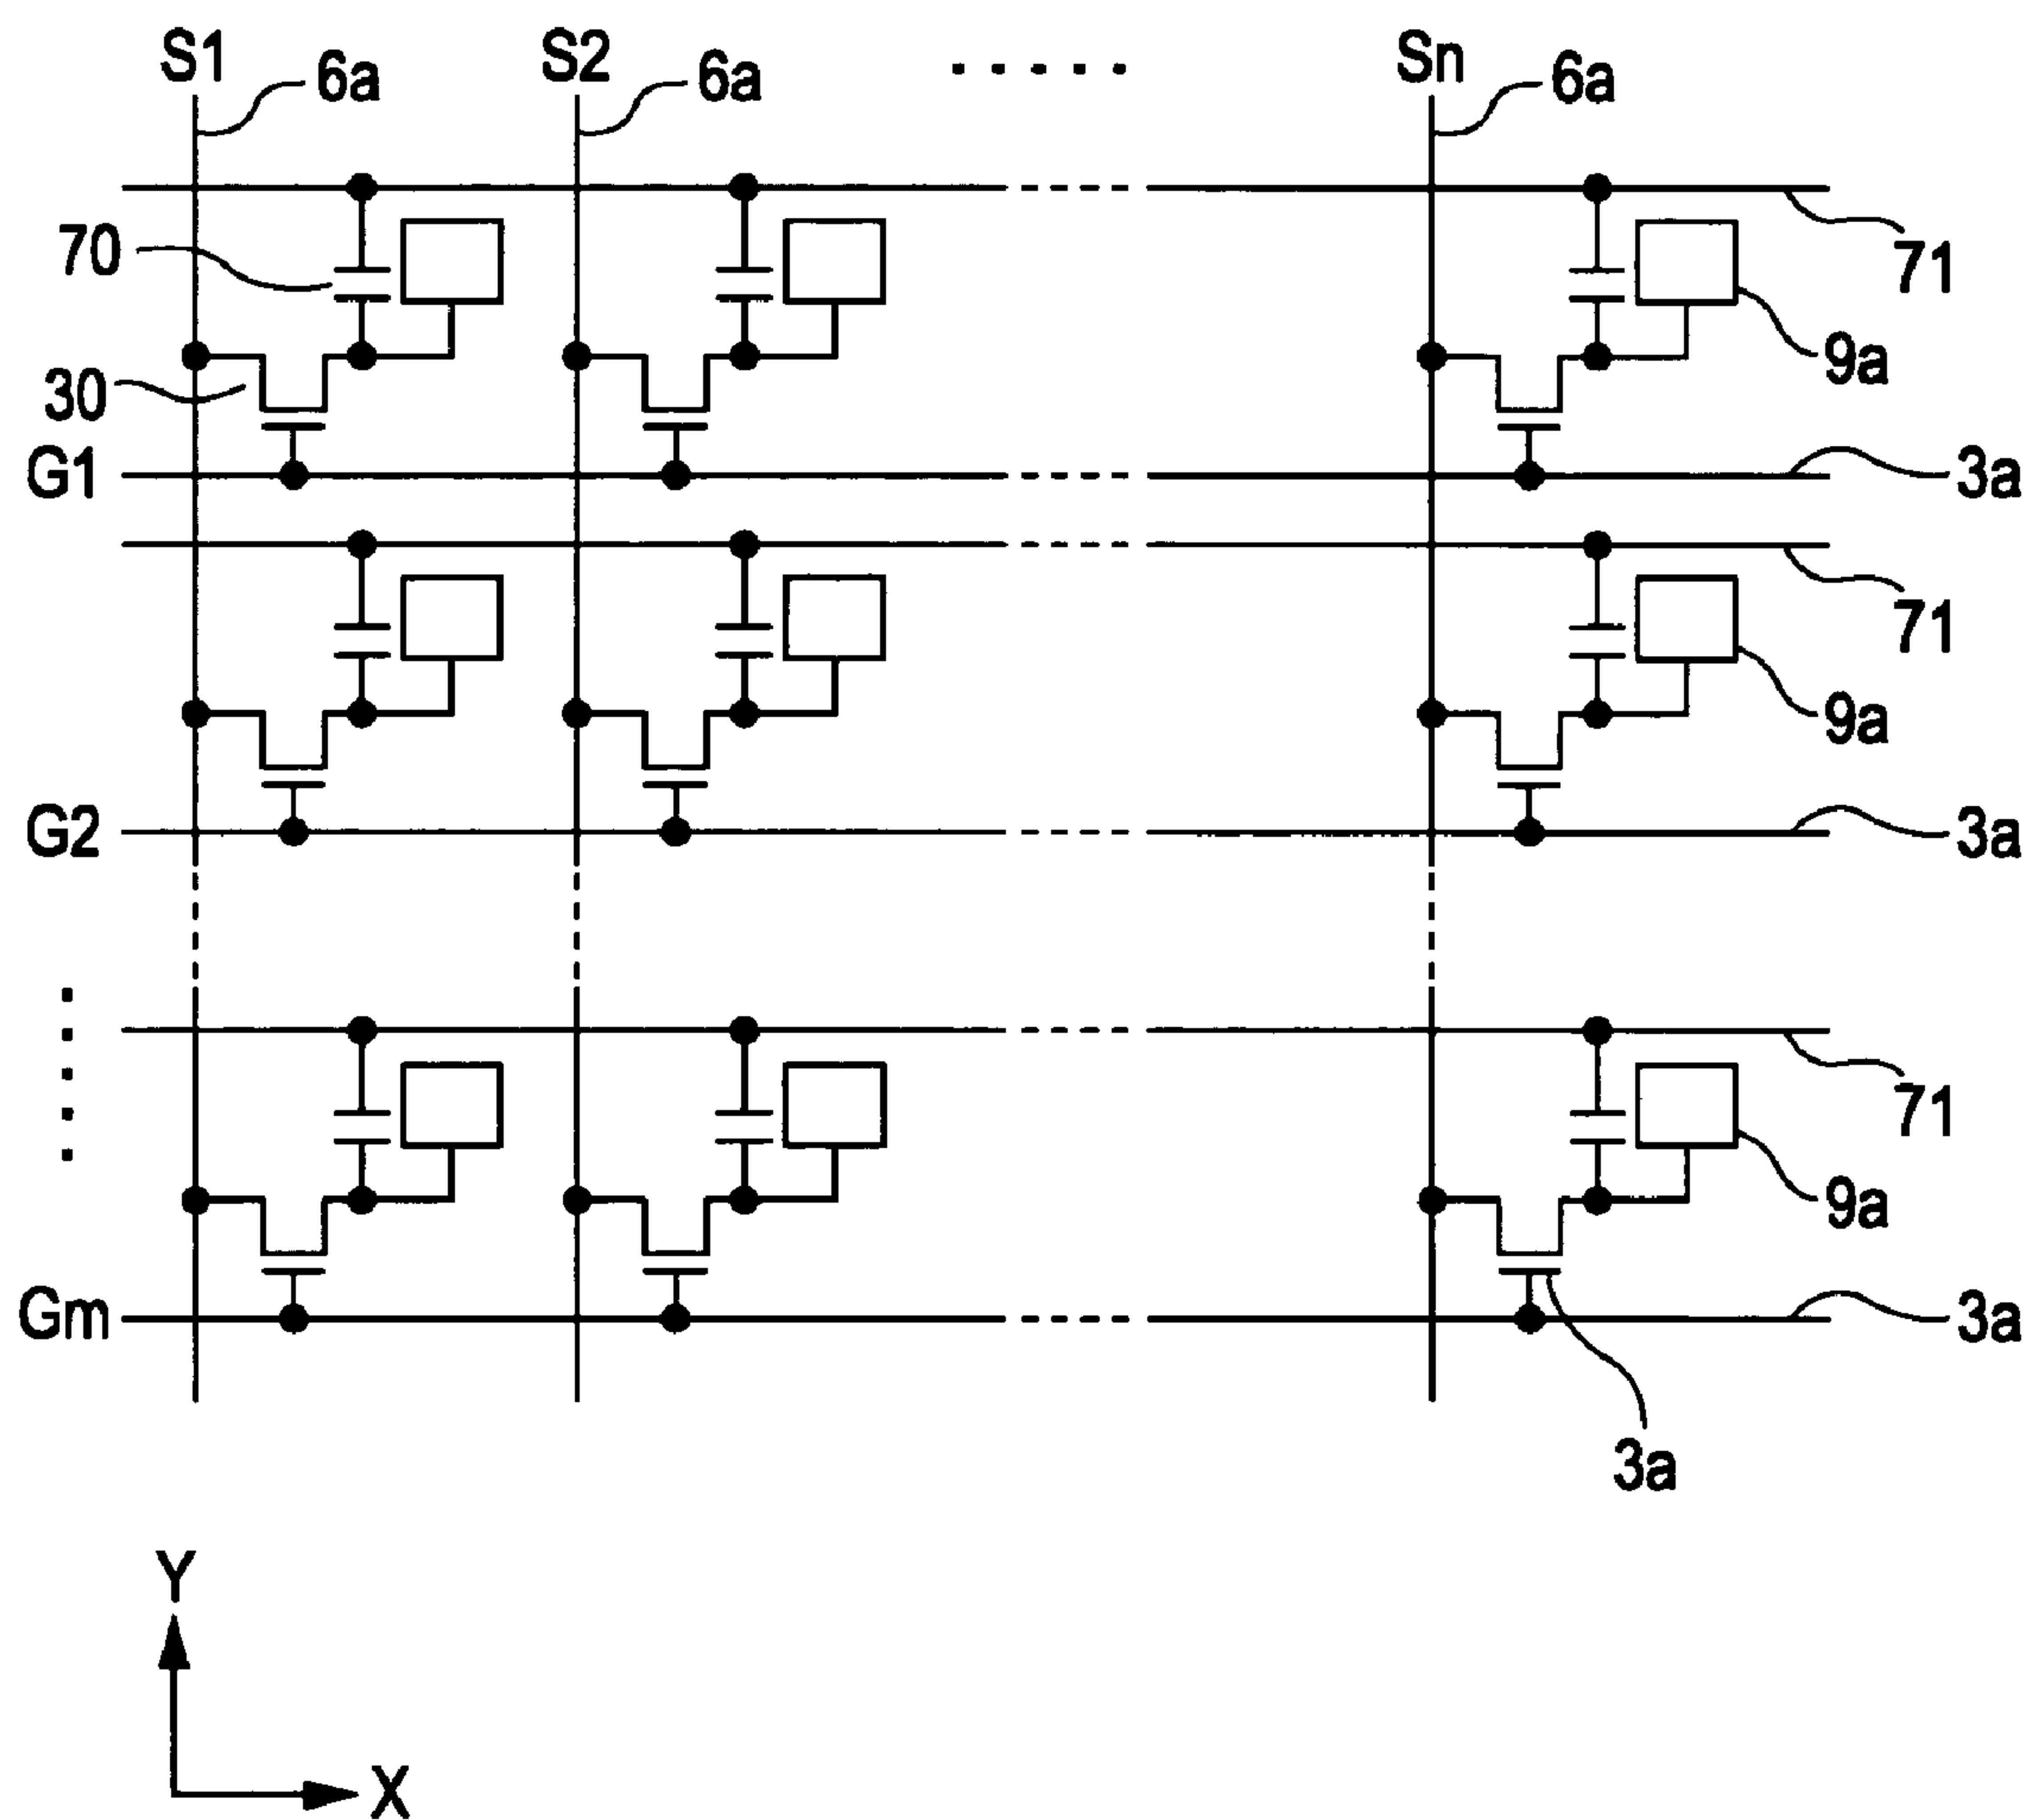 S1 6a S2 6a ..... Sn 6a
70 71
9a
30
G1 3a
71
9a
G2 3a
71
9a
Gm 3a
3a
Y
X